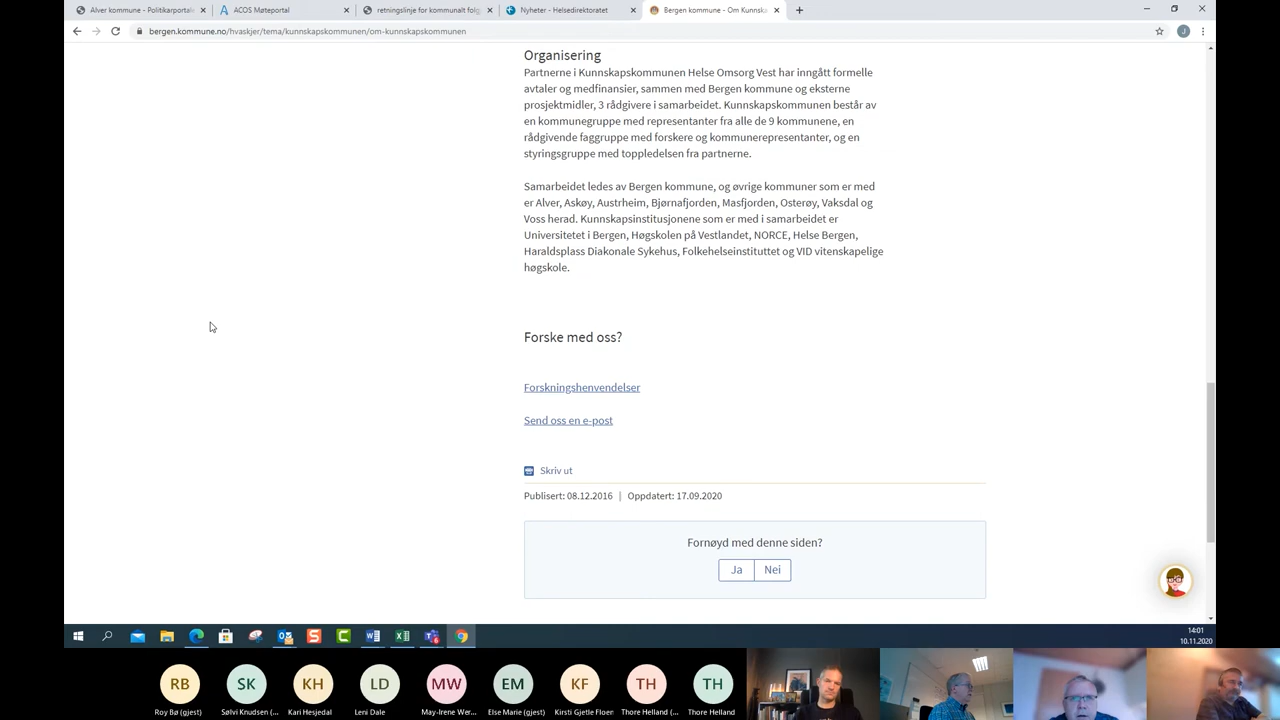 Alver kommune - Politikarportale
ACOS Møteportal
retningslinje for kommunalt følg
Nyheter - Helsedirektoratet
Bergen kommune - Om Kunnska
bergen.kommune.no/hvaskjer/tema/kunnskapskommunen/om-kunnskapskommunen
J
Organisering
Partnerne i Kunnskapskommunen Helse Omsorg Vest har inngått formelle
avtaler og medfinansier, sammen med Bergen kommune og eksterne
prosjektmidler, 3 rådgivere i samarbeidet. Kunnskapskommunen består av
en kommunegruppe med representanter fra alle de 9 kommunene, en
rådgivende faggruppe med forskere og kommunerepresentanter, og en
styringsgruppe med toppledelsen fra partnerne.
Samarbeidet ledes av Bergen kommune, og øvrige kommuner som er med
er Alver, Askøy, Austrheim, Bjørnafjorden, Masfjorden, Osterøy, Vaksdal og
Voss herad. Kunnskapsinstitusjonene som er med i samarbeidet er
Universitetet i Bergen, Høgskolen på Vestlandet, NORCE, Helse Bergen,
Haraldsplass Diakonale Sykehus, Folkehelseinstituttet og VID vitenskapelige
høgskole.
Forske med oss?
Forskningshenvendelser
Send oss en e-post
Skriv ut
Publisert: 08.12.2016 | Oppdatert: 17.09.2020
Fornøyd med denne siden?
Ja Nei
14:01
10.11.2020
RB SK KH LD MW EM KF TH TH
Roy Bø (gjest) Sølvi Knudsen (... Kari Hesjedal Leni Dale May-Irene Wer... Else Marie (gjest) Kirsti Gjetle Floen Thore Helland (... Thore Helland